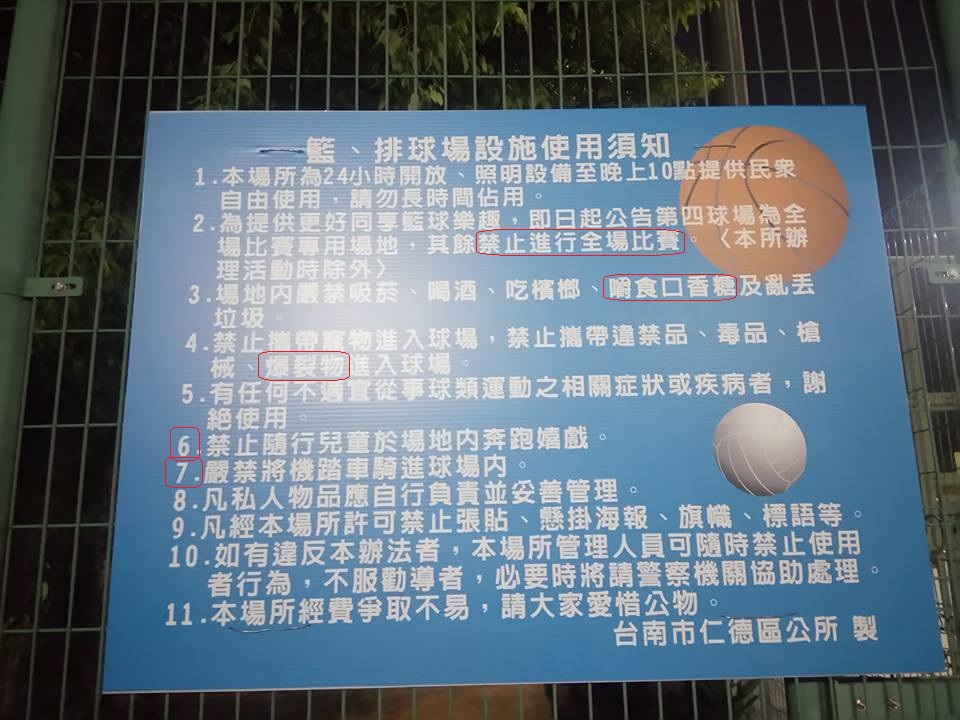 籃、排球場設施使用須知
1.本場所為24小時開放、照明設備至晚上10點提供民眾
自由使用，請勿長時間佔用。
2.為提供更好同享籃球樂趣，即日起公告第四球場為全
場比賽專用場地，其餘禁止進行全場比賽。〈本所辦
理活動時除外〉
3.場地內嚴禁吸菸、喝酒、吃檳榔、嚼食口香糖及亂丟
垃圾。
4.禁止攜帶寵物進入球場，禁止攜帶違禁品、毒品、槍
械、爆裂物進入球場。
5.有任何不適宜從事球類運動之相關症狀或疾病者，謝
絕使用。
6.禁止隨行兒童於場地內奔跑嬉戲。
7.嚴禁將機踏車騎進球場內。
8.凡私人物品應自行負責並妥善管理。
9.凡經本場所許可禁止張貼、懸掛海報、旗幟、標語等。
10.如有違反本辦法者，本場所管理人員可隨時禁止使用
者行為，不服勸導者，必要時將請警察機關協助處理。
11.本場所經費爭取不易，請大家愛惜公物。
台南市仁德區公所 製